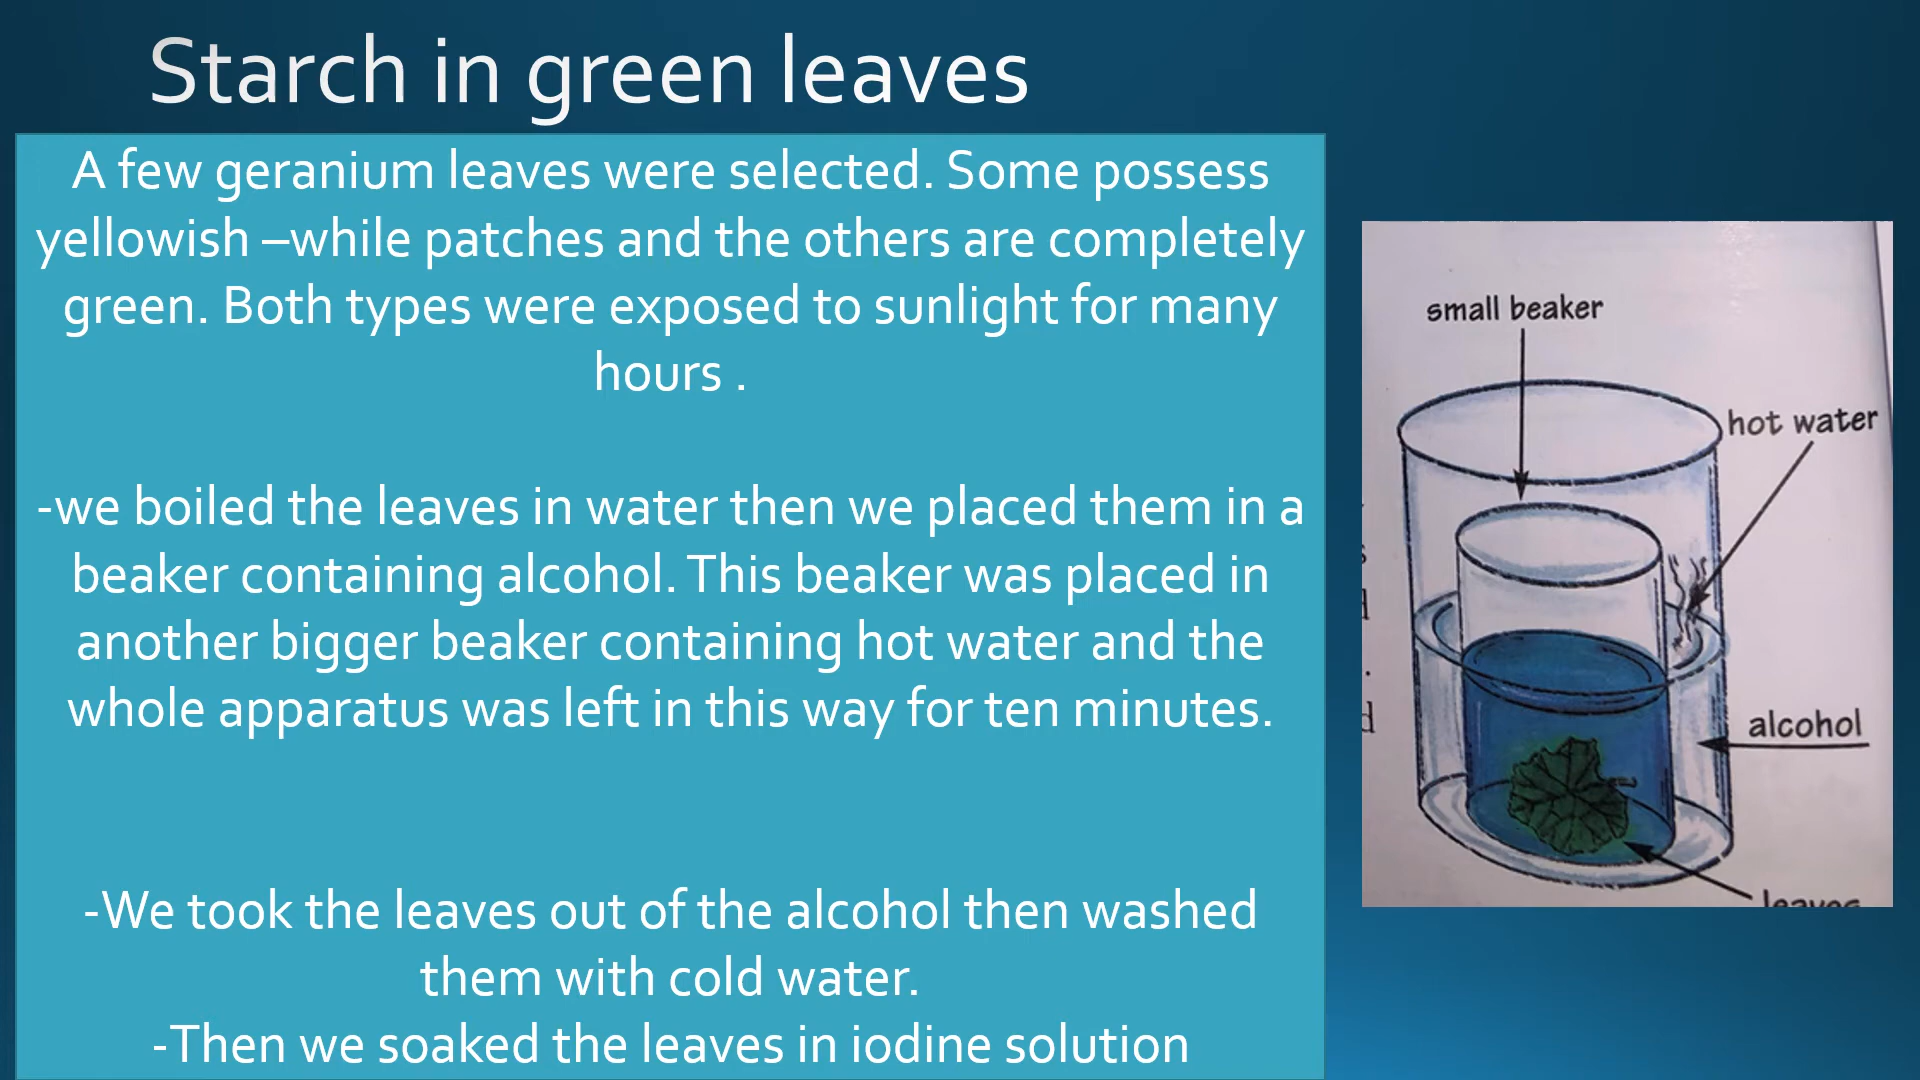 Starch in green leaves
A few geranium leaves were selected. Some possess
yellowish –while patches and the others are completely
green. Both types were exposed to sunlight for many
hours .
-we boiled the leaves in water then we placed them in a
beaker containing alcohol. This beaker was placed in
another bigger beaker containing hot water and the
whole apparatus was left in this way for ten minutes.
-We took the leaves out of the alcohol then washed
them with cold water.
-Then we soaked the leaves in iodine solution
small beaker
hot water
alcohol
leaves